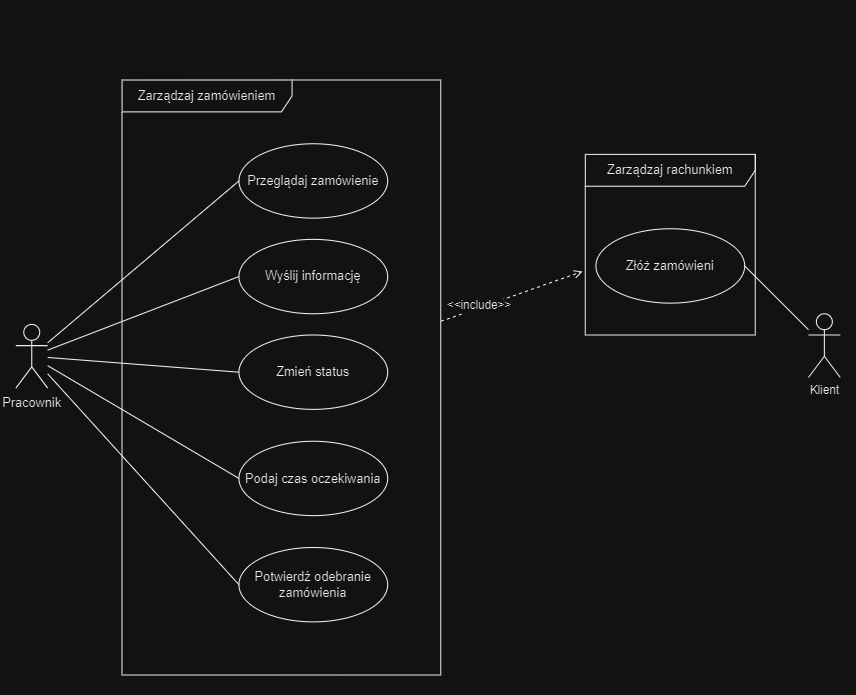 Zarządzaj zamówieniem
Przeglądaj zamówienie
Wyślij informację
Zmień status
Podaj czas oczekiwania
Potwierdź odebranie
zamówienia
Pracownik
<<include>>
Zarządzaj rachunkiem
Złóż zamówieni
Klient